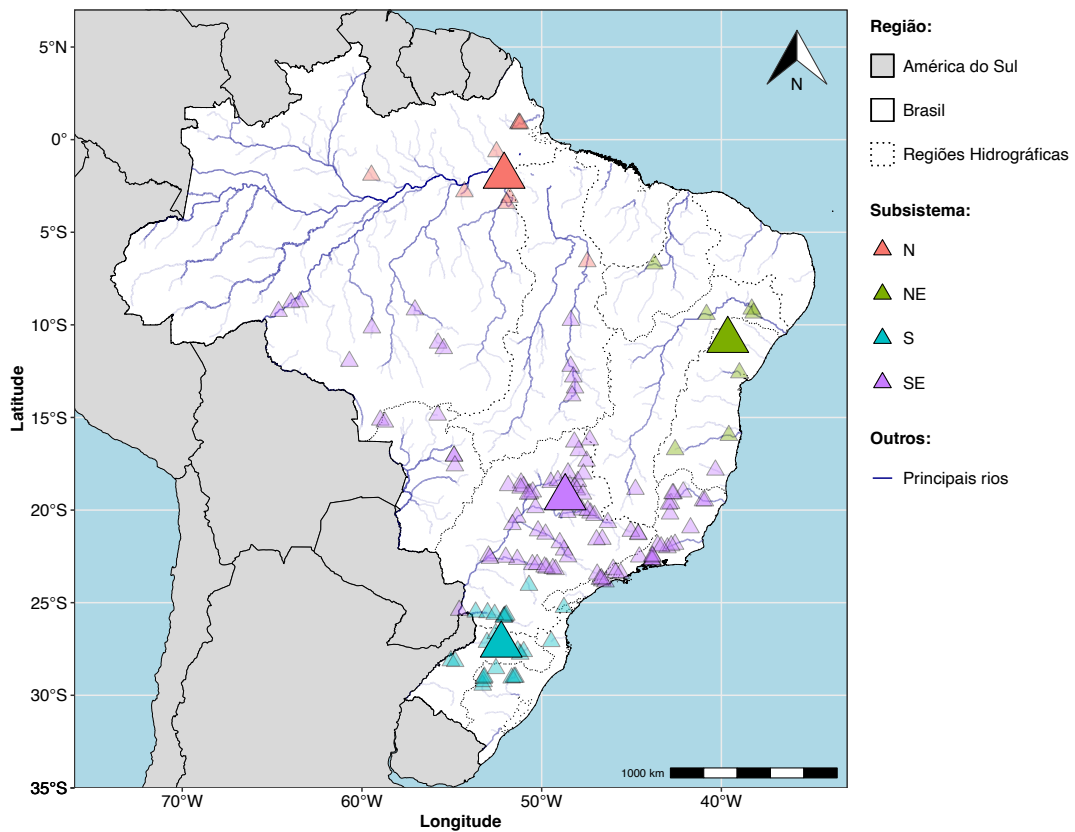 5°N
0°
5°S
10°S
15°S
20°S
25°S
30°S
35°S
Latitude
70°W
60°W
50°W
40°W
Longitude
N
1000 km
Região:
América do Sul
Brasil
Regiões Hidrográficas
Subsistema:
N
NE
S
SE
Outros:
Principais rios